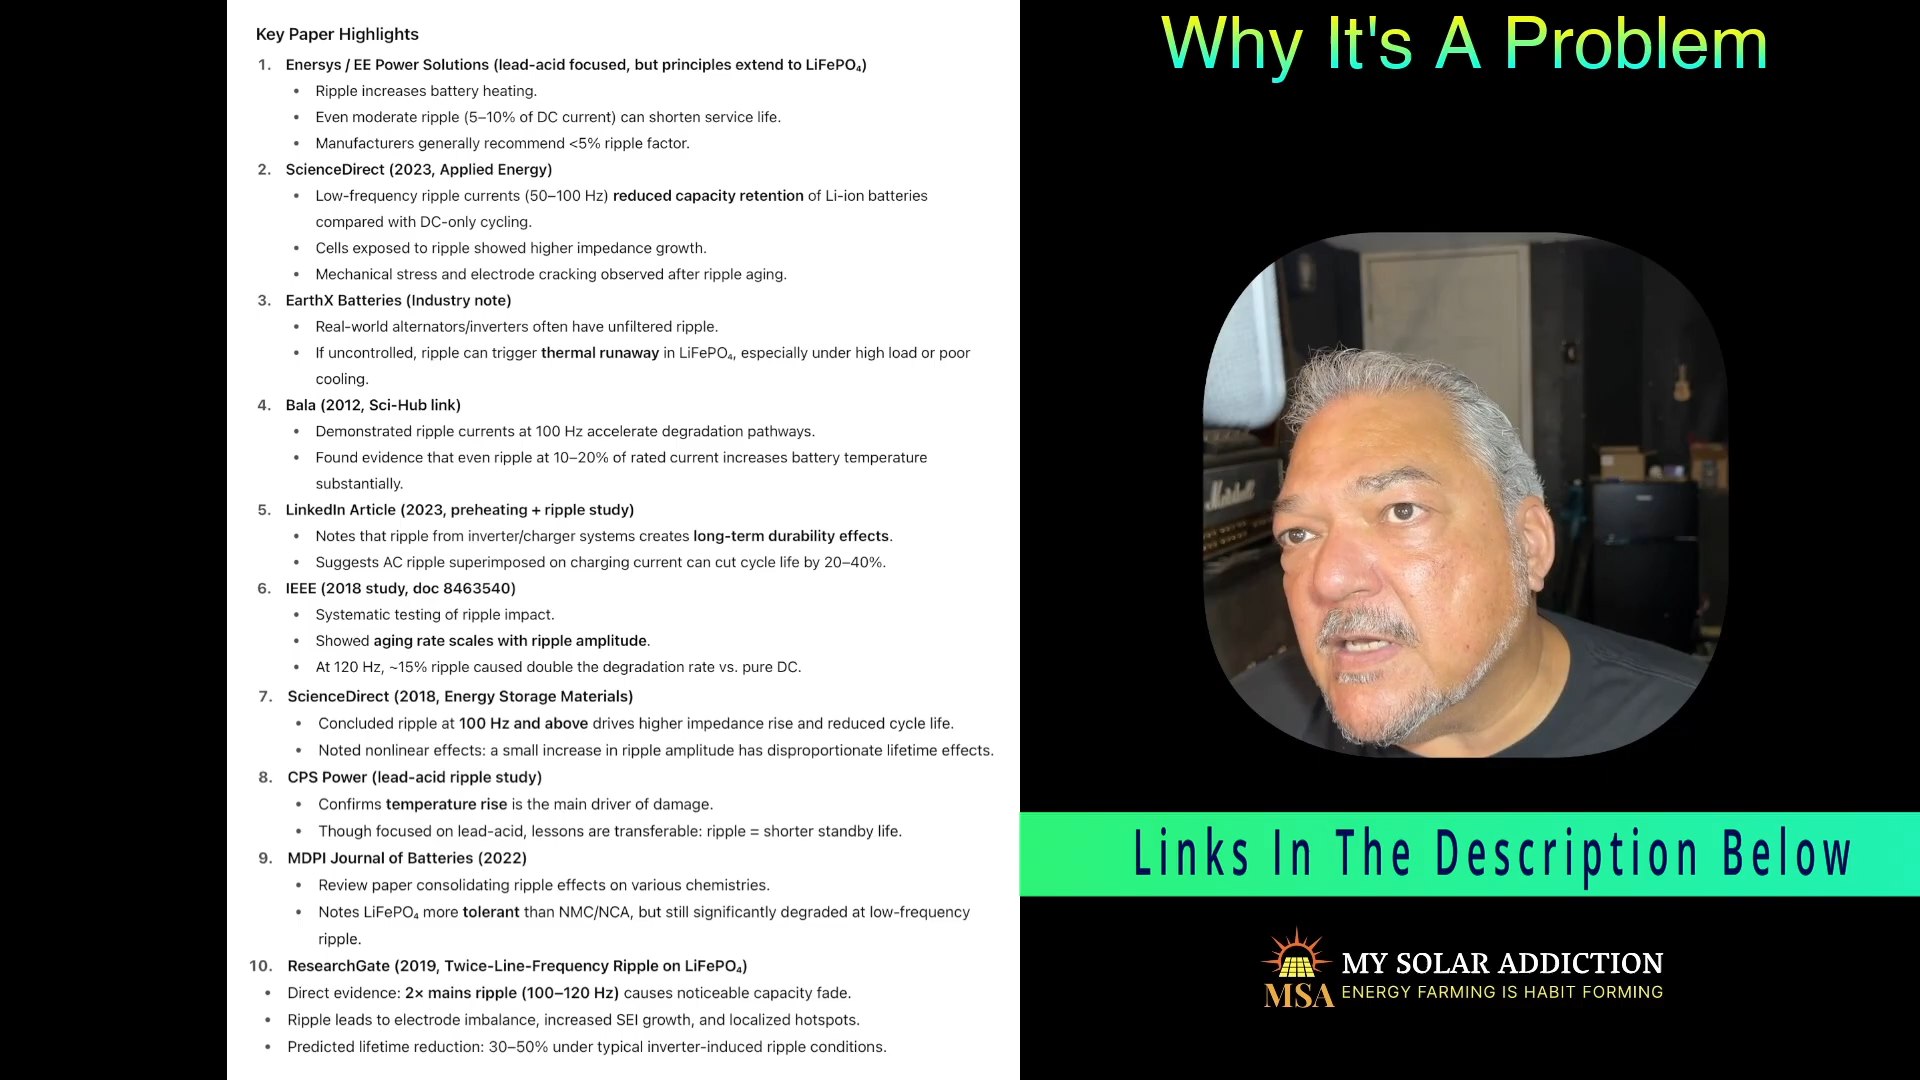 Key Paper Highlights
1. Enersys / EE Power Solutions (lead-acid focused, but principles extend to LiFePO₄)
• Ripple increases battery heating.
• Even moderate ripple (5–10% of DC current) can shorten service life.
• Manufacturers generally recommend <5% ripple factor.
2. ScienceDirect (2023, Applied Energy)
• Low-frequency ripple currents (50–100 Hz) reduced capacity retention of Li-ion batteries
compared with DC-only cycling.
• Cells exposed to ripple showed higher impedance growth.
• Mechanical stress and electrode cracking observed after ripple aging.
3. EarthX Batteries (Industry note)
• Real-world alternators/inverters often have unfiltered ripple.
• If uncontrolled, ripple can trigger thermal runaway in LiFePO₄, especially under high load or poor
cooling.
4. Bala (2012, Sci-Hub link)
• Demonstrated ripple currents at 100 Hz accelerate degradation pathways.
• Found evidence that even ripple at 10–20% of rated current increases battery temperature
substantially.
5. LinkedIn Article (2023, preheating + ripple study)
• Notes that ripple from inverter/charger systems creates long-term durability effects.
• Suggests AC ripple superimposed on charging current can cut cycle life by 20–40%.
6. IEEE (2018 study, doc 8463540)
• Systematic testing of ripple impact.
• Showed aging rate scales with ripple amplitude.
• At 120 Hz, ~15% ripple caused double the degradation rate vs. pure DC.
7. ScienceDirect (2018, Energy Storage Materials)
• Concluded ripple at 100 Hz and above drives higher impedance rise and reduced cycle life.
• Noted nonlinear effects: a small increase in ripple amplitude has disproportionate lifetime effects.
8. CPS Power (lead-acid ripple study)
• Confirms temperature rise is the main driver of damage.
• Though focused on lead-acid, lessons are transferable: ripple = shorter standby life.
9. MDPI Journal of Batteries (2022)
• Review paper consolidating ripple effects on various chemistries.
• Notes LiFePO₄ more tolerant than NMC/NCA, but still significantly degraded at low-frequency
ripple.
10. ResearchGate (2019, Twice-Line-Frequency Ripple on LiFePO₄)
• Direct evidence: 2× mains ripple (100–120 Hz) causes noticeable capacity fade.
• Ripple leads to electrode imbalance, increased SEI growth, and localized hotspots.
• Predicted lifetime reduction: 30–50% under typical inverter-induced ripple conditions.
Why It's A Problem
Marshall
Links In The Description Below
MSA
MY SOLAR ADDICTION
ENERGY FARMING IS HABIT FORMING